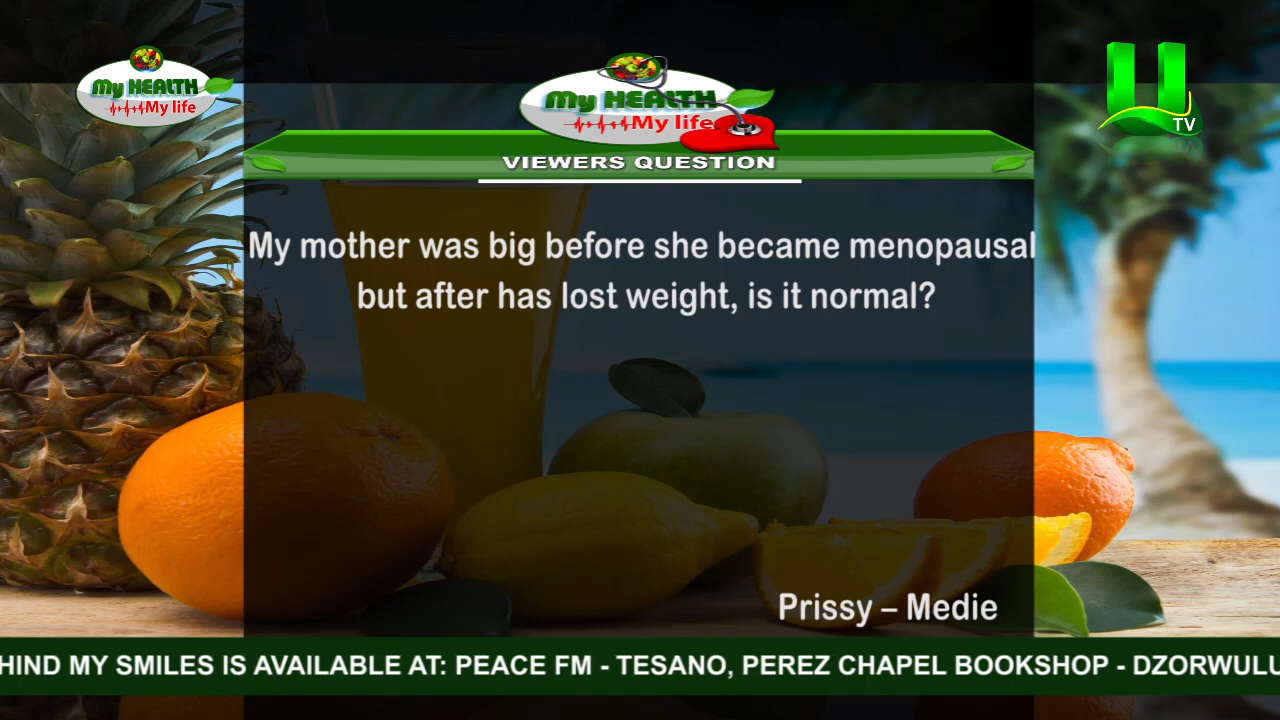 My HEALTH
My life
My HEALTH
My life
TV
VIEWERS QUESTION
My mother was big before she became menopausal
but after has lost weight, is it normal?
Prissy – Medie
HIND MY SMILES IS AVAILABLE AT: PEACE FM - TESANO, PEREZ CHAPEL BOOKSHOP - DZORWULU